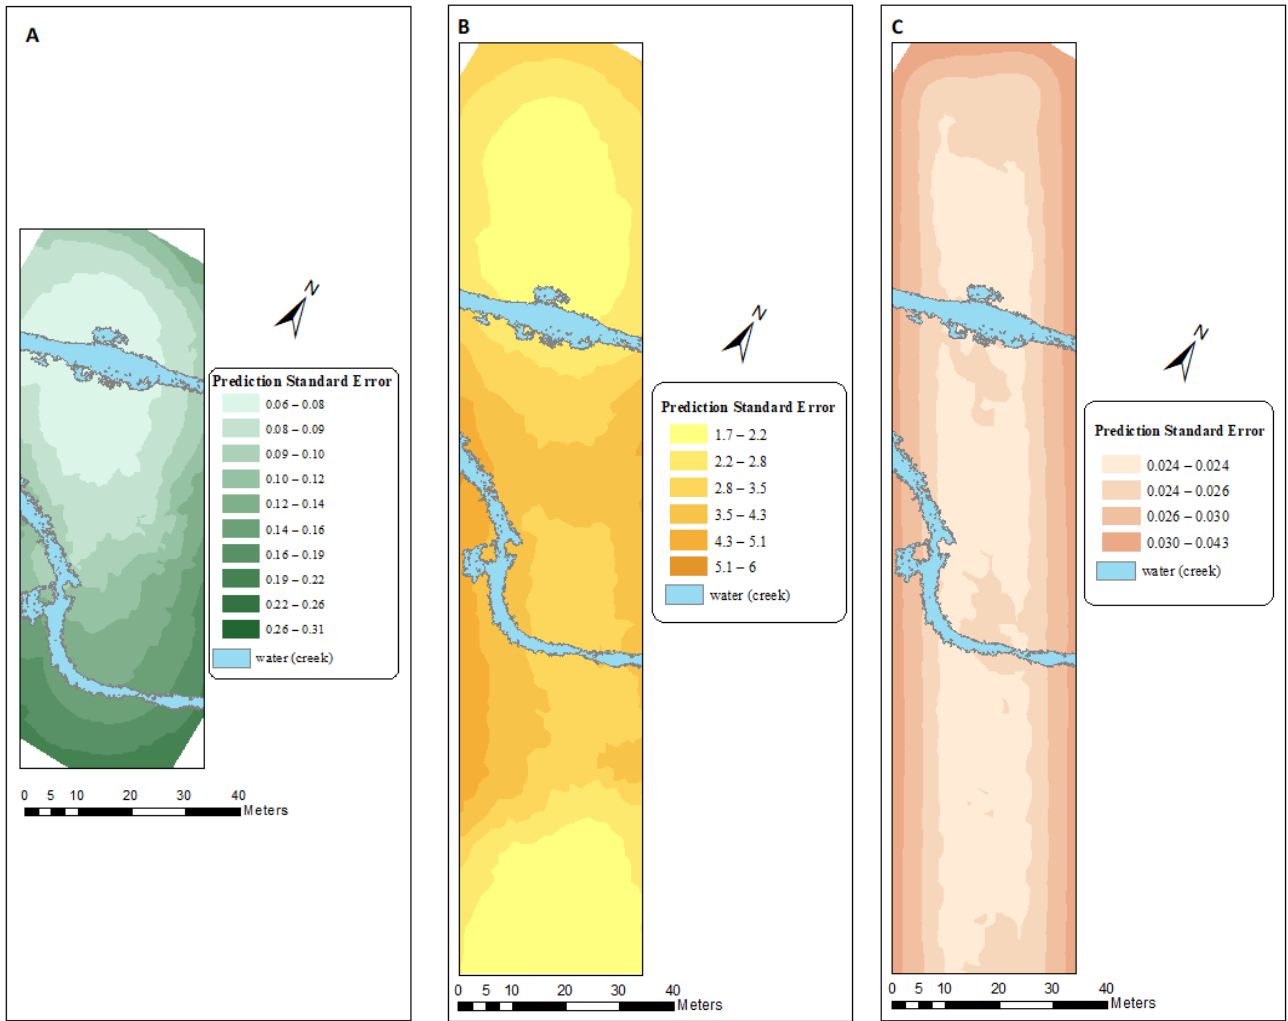 A
N
Prediction Standard Error
0.06 – 0.08
0.08 – 0.09
0.09 – 0.10
0.10 – 0.12
0.12 – 0.14
0.14 – 0.16
0.16 – 0.19
0.19 – 0.22
0.22 – 0.26
0.26 – 0.31
water (creek)
0 5 10 20 30 40
Meters
B
N
Prediction Standard Error
1.7 – 2.2
2.2 – 2.8
2.8 – 3.5
3.5 – 4.3
4.3 – 5.1
5.1 – 6
water (creek)
0 5 10 20 30 40
Meters
C
N
Prediction Standard Error
0.024 – 0.024
0.024 – 0.026
0.026 – 0.030
0.030 – 0.043
water (creek)
0 5 10 20 30 40
Meters